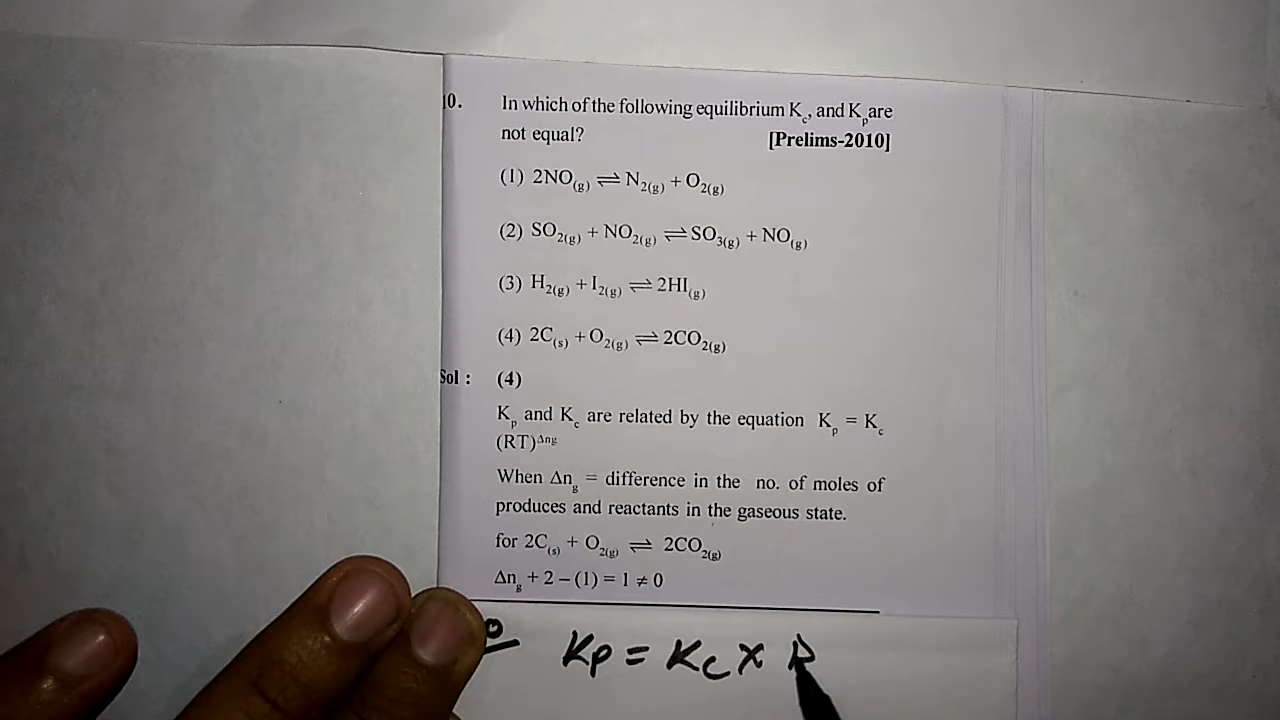 10. In which of the following equilibrium Kc, and Kp are
not equal? [Prelims-2010]
(1) 2NO(g) ⇌ N2(g) + O2(g)
(2) SO2(g) + NO2(g) ⇌ SO3(g) + NO(g)
(3) H2(g) + I2(g) ⇌ 2HI(g)
(4) 2C(s) + O2(g) ⇌ 2CO2(g)
Sol : (4)
Kp and Kc are related by the equation Kp = Kc
(RT)Δng
When Δng = difference in the no. of moles of
produces and reactants in the gaseous state.
for 2C(s) + O2(g) ⇌ 2CO2(g)
Δng + 2 – (1) = 1 ≠ 0
Kp = Kc × R